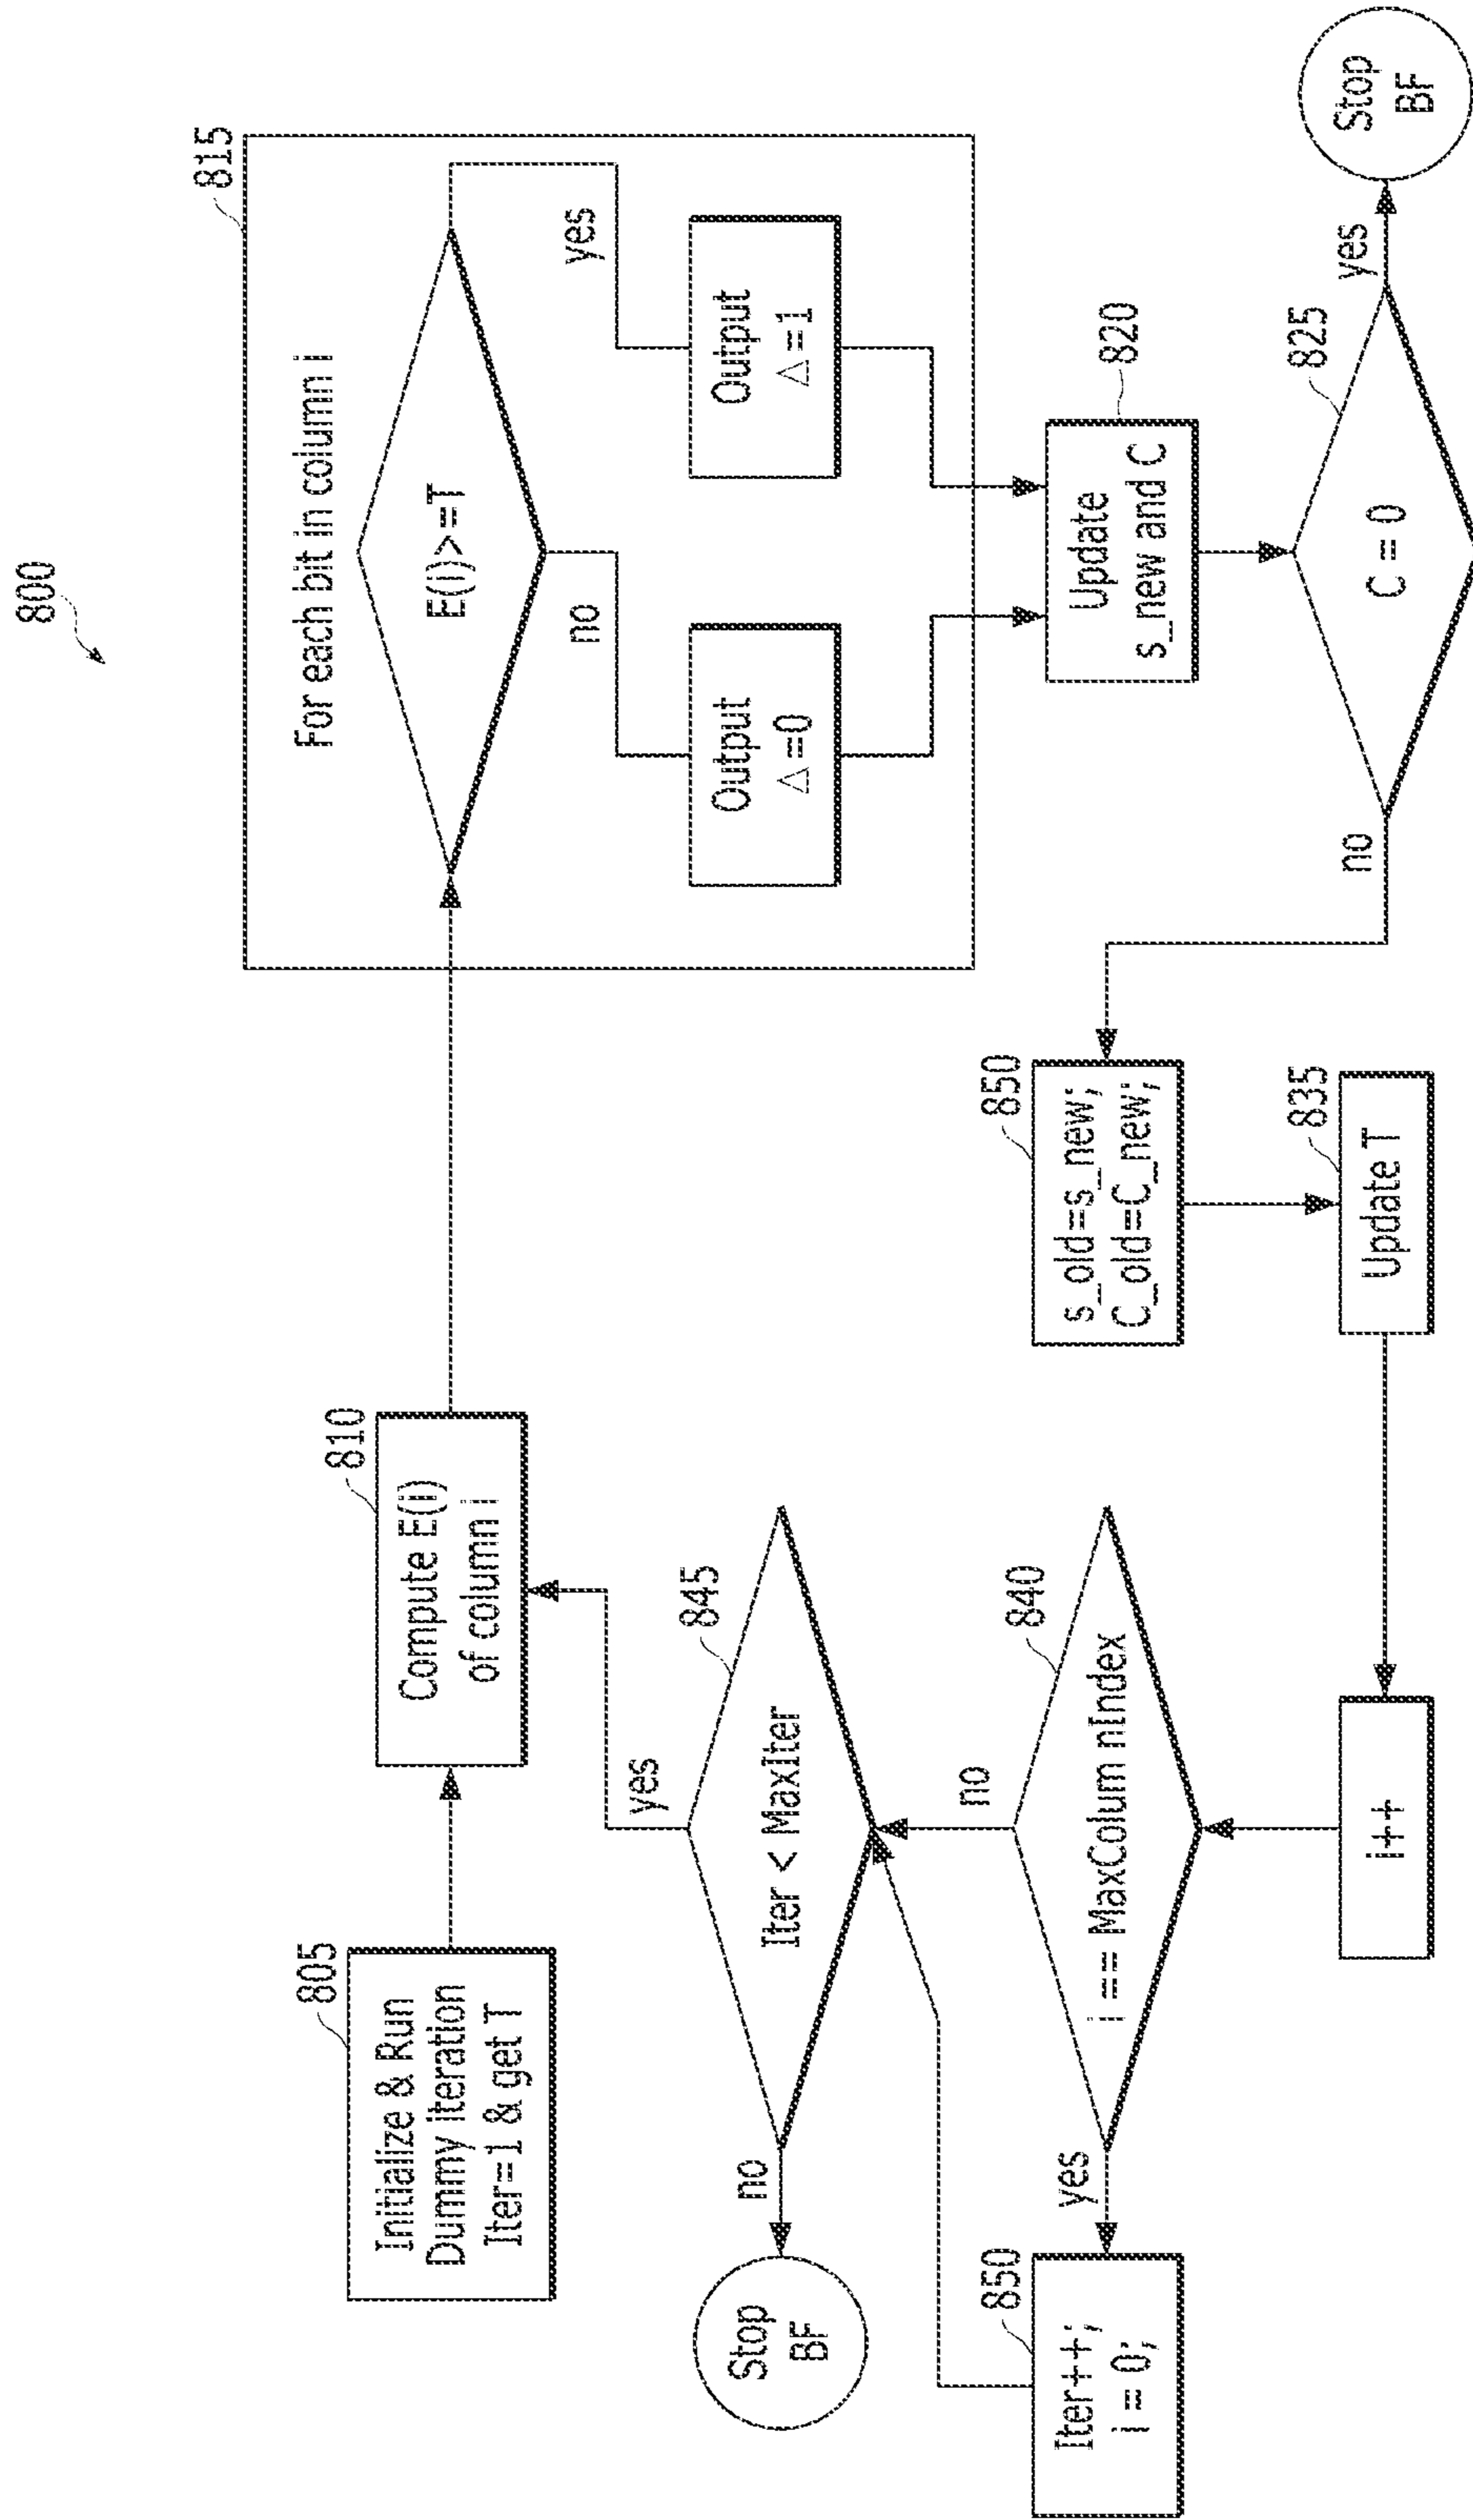 800
805
Initialize & Run
Dummy iteration
Iter=1 & get T
810
Compute E(i)
of column i
815
For each bit in column i
E(i)>=T
no
yes
Output
△=0
Output
△=1
820
Update
s_new and C
825
C = 0
yes
Stop
BF
no
850
s_old=s_new;
C_old=C_new;
835
Update T
i++
840
i == MaxColum nIndex
no
yes
850
Iter++;
i = 0;
845
Iter < MaxIter
yes
no
Stop
BF